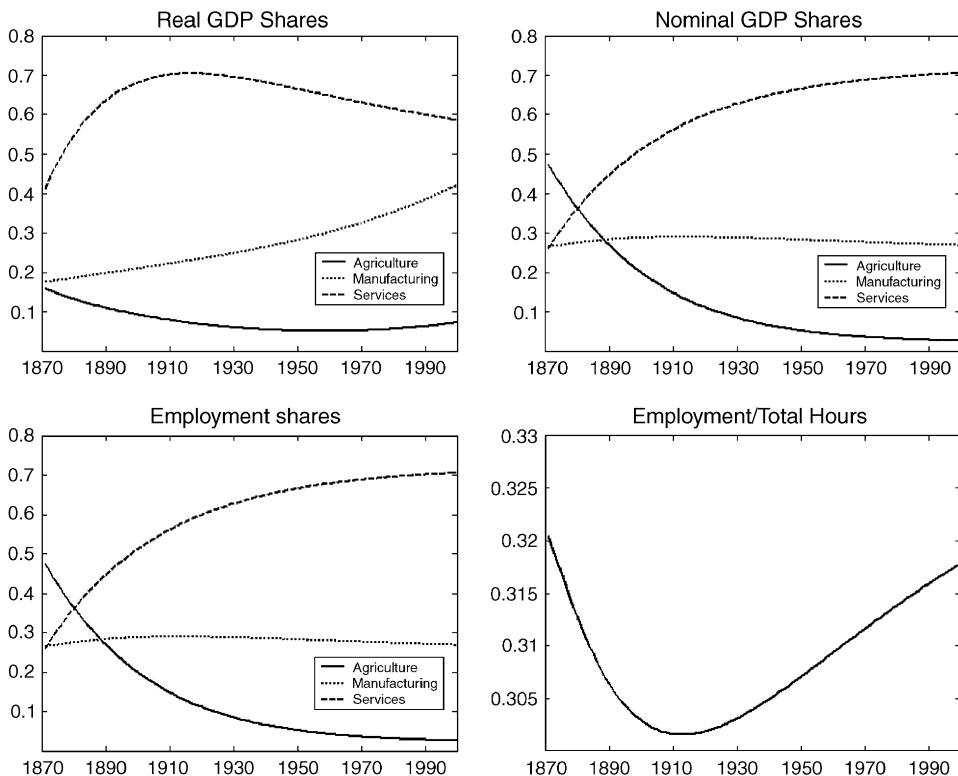 Real GDP Shares
0.8
0.7
0.6
0.5
0.4
0.3
0.2
0.1
Agriculture
Manufacturing
Services
1870 1890 1910 1930 1950 1970 1990
Nominal GDP Shares
0.8
0.7
0.6
0.5
0.4
0.3
0.2
0.1
Agriculture
Manufacturing
Services
1870 1890 1910 1930 1950 1970 1990
Employment shares
0.8
0.7
0.6
0.5
0.4
0.3
0.2
0.1
Agriculture
Manufacturing
Services
1870 1890 1910 1930 1950 1970 1990
Employment/Total Hours
0.33
0.325
0.32
0.315
0.31
0.305
1870 1890 1910 1930 1950 1970 1990